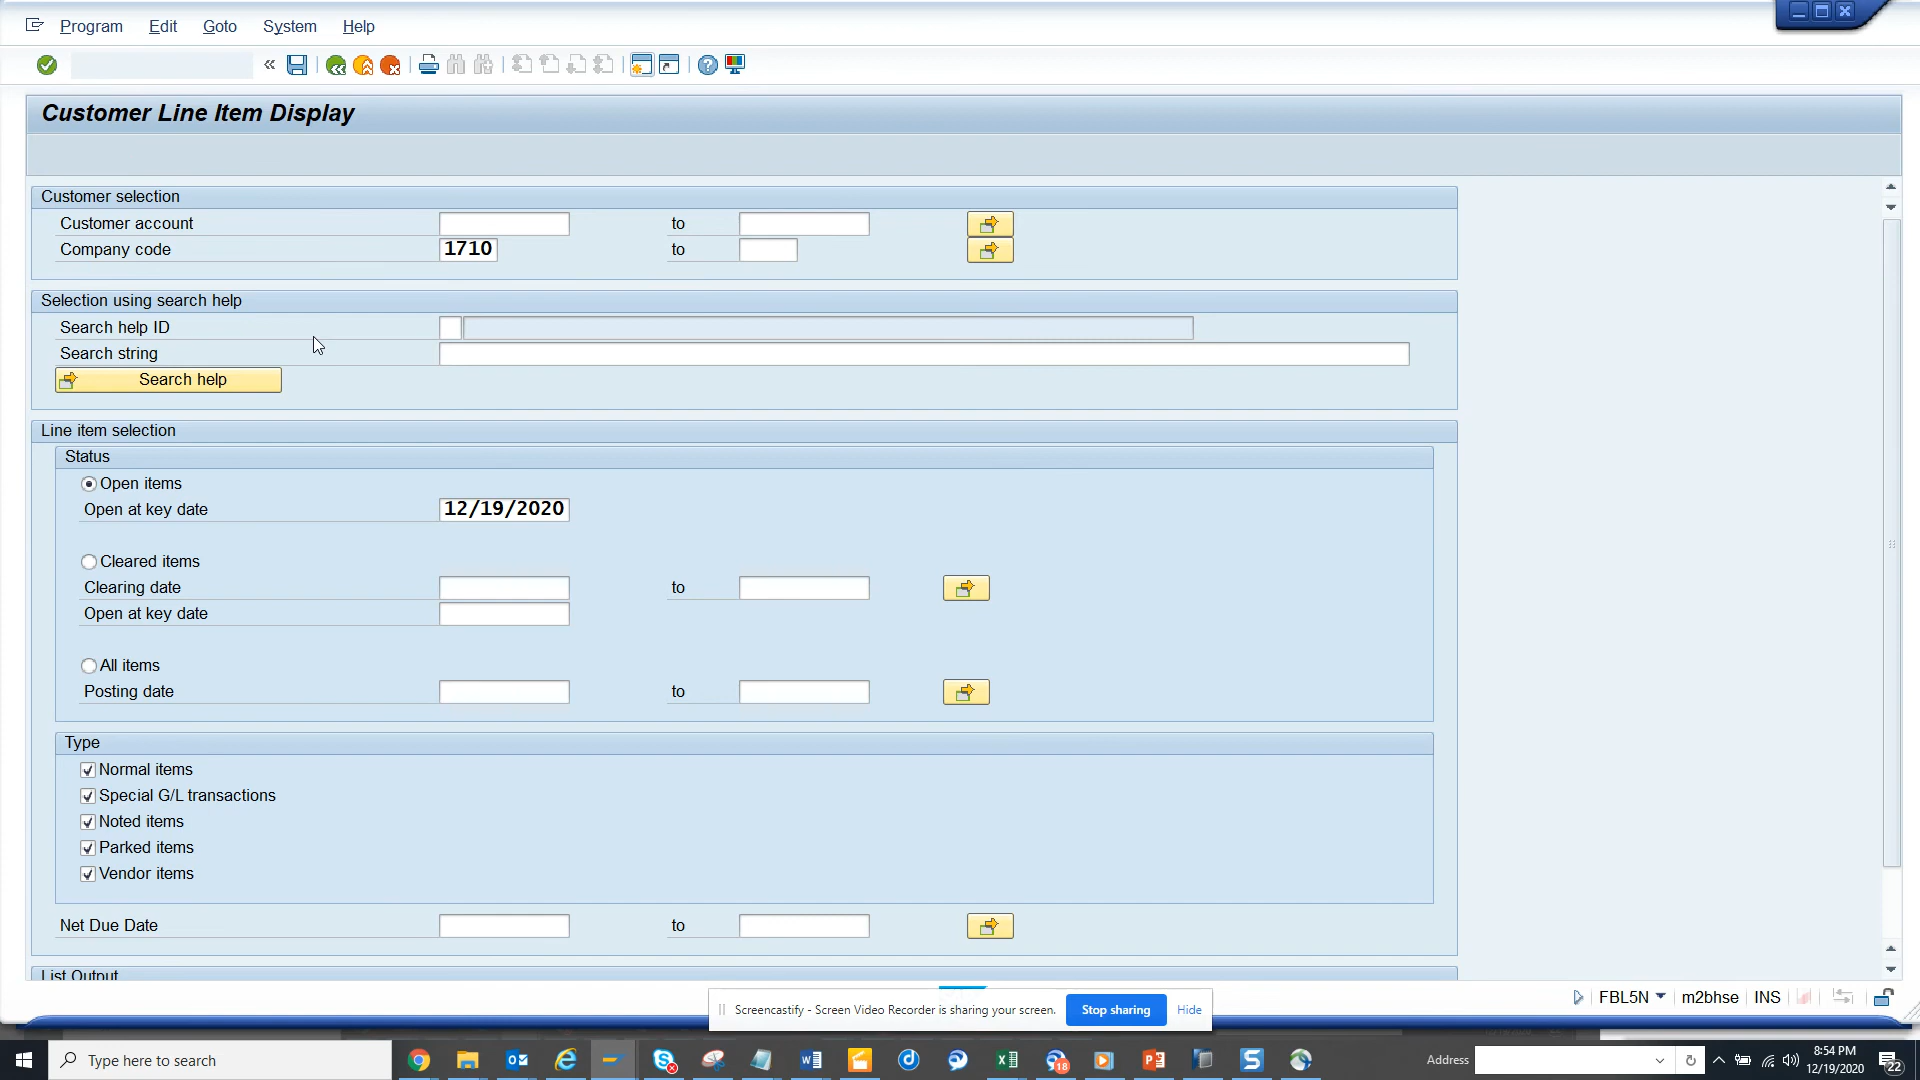 Program Edit Goto System Help
Customer Line Item Display
Customer selection
Customer account to
Company code 1710 to
Selection using search help
Search help ID
Search string
Search help
Line item selection
Status
Open items
Open at key date 12/19/2020
Cleared items
Clearing date to
Open at key date
All items
Posting date to
Type
Normal items
Special G/L transactions
Noted items
Parked items
Vendor items
Net Due Date to
List Output
FBL5N m2bhse INS
Screencastify - Screen Video Recorder is sharing your screen. Stop sharing Hide
Type here to search
Address
18
8:54 PM
12/19/2020
22